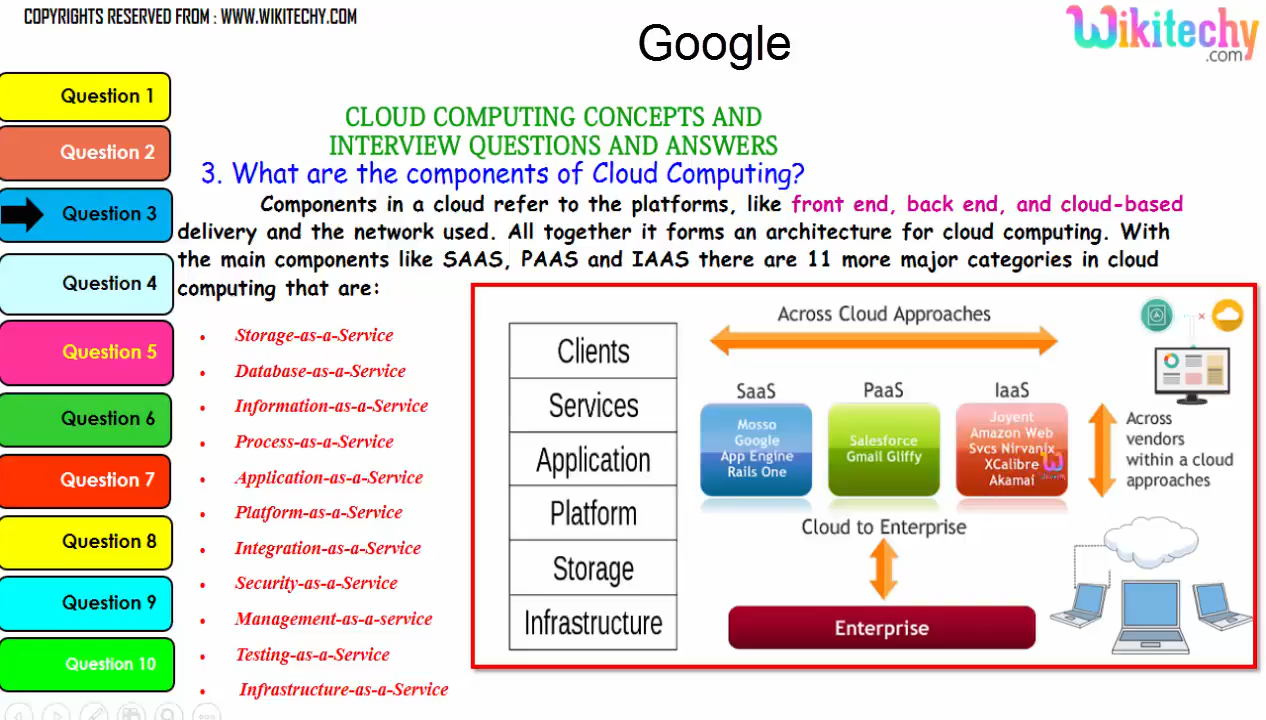 COPYRIGHTS RESERVED FROM : WWW.WIKITECHY.COM
Google
Wikitechy
.com
Question 1
Question 2
Question 3
Question 4
Question 5
Question 6
Question 7
Question 8
Question 9
Question 10
CLOUD COMPUTING CONCEPTS AND
INTERVIEW QUESTIONS AND ANSWERS
3. What are the components of Cloud Computing?
Components in a cloud refer to the platforms, like front end, back end, and cloud-based
delivery and the network used. All together it forms an architecture for cloud computing. With
the main components like SAAS, PAAS and IAAS there are 11 more major categories in cloud
computing that are:
• Storage-as-a-Service
• Database-as-a-Service
• Information-as-a-Service
• Process-as-a-Service
• Application-as-a-Service
• Platform-as-a-Service
• Integration-as-a-Service
• Security-as-a-Service
• Management-as-a-service
• Testing-as-a-Service
• Infrastructure-as-a-Service
Clients
Services
Application
Platform
Storage
Infrastructure
Across Cloud Approaches
SaaS
Mosso
Google
App Engine
Rails One
PaaS
Salesforce
Gmail Gliffy
IaaS
Joyent
Amazon Web
Svcs Nirvanix
XCalibre
Akamai
Across
vendors
within a cloud
approaches
Cloud to Enterprise
Enterprise